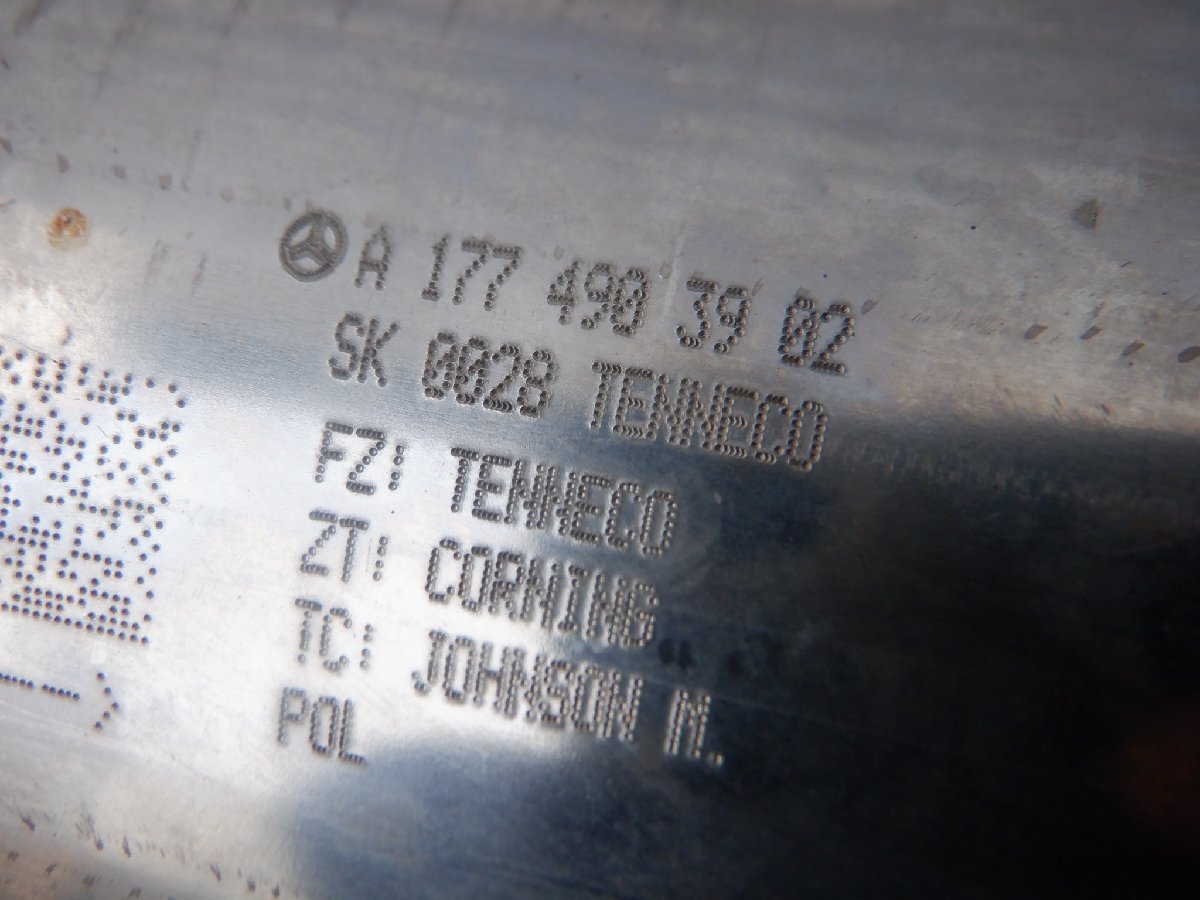 A 177 490 39 02
SK 0028 TENNECO
FZ: TENNECO
ZT: CORNING
TC: JOHNSON M.
POL